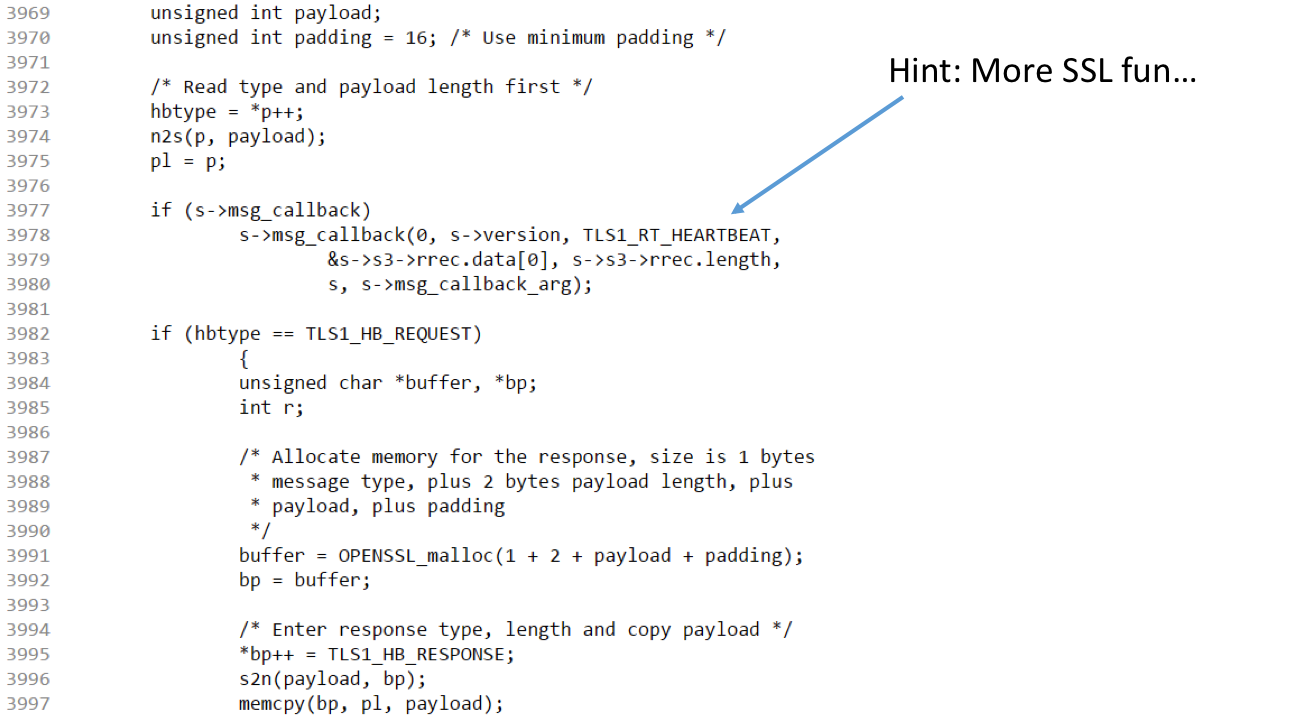 3969 unsigned int payload;
3970 unsigned int padding = 16; /* Use minimum padding */
3971
Hint: More SSL fun...
3972 /* Read type and payload length first */
3973 hbtype = *p++;
3974 n2s(p, payload);
3975 pl = p;
3976
3977 if (s->msg_callback)
3978 s->msg_callback(0, s->version, TLS1_RT_HEARTBEAT,
3979 &s->s3->rrec.data[0], s->s3->rrec.length,
3980 s, s->msg_callback_arg);
3981
3982 if (hbtype == TLS1_HB_REQUEST)
3983 {
3984 unsigned char *buffer, *bp;
3985 int r;
3986
3987 /* Allocate memory for the response, size is 1 bytes
3988 * message type, plus 2 bytes payload length, plus
3989 * payload, plus padding
3990 */
3991 buffer = OPENSSL_malloc(1 + 2 + payload + padding);
3992 bp = buffer;
3993
3994 /* Enter response type, length and copy payload */
3995 *bp++ = TLS1_HB_RESPONSE;
3996 s2n(payload, bp);
3997 memcpy(bp, pl, payload);